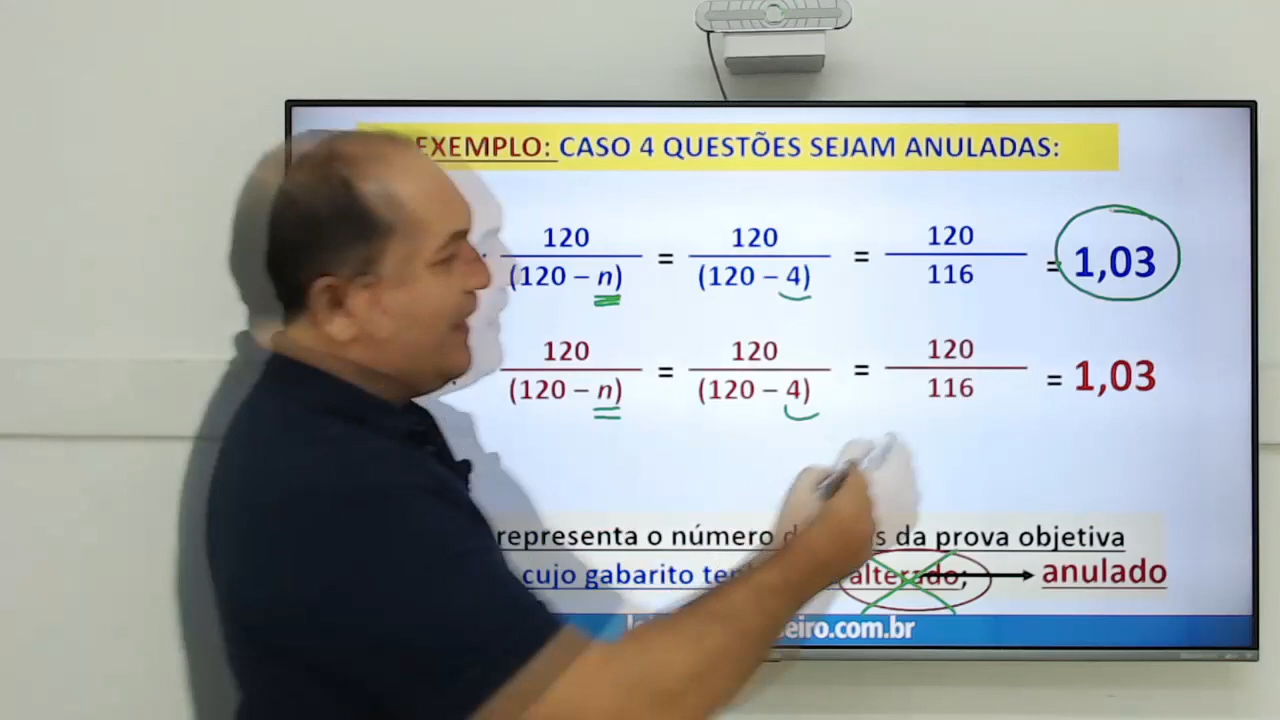 EXEMPLO: CASO 4 QUESTÕES SEJAM ANULADAS:
120 / (120 – n) = 120 / (120 – 4) = 120 / 116 = 1,03
120 / (120 – n) = 120 / (120 – 4) = 120 / 116 = 1,03
representa o número da prova objetiva
cujo gabarito alterado; anulado
eiro.com.br